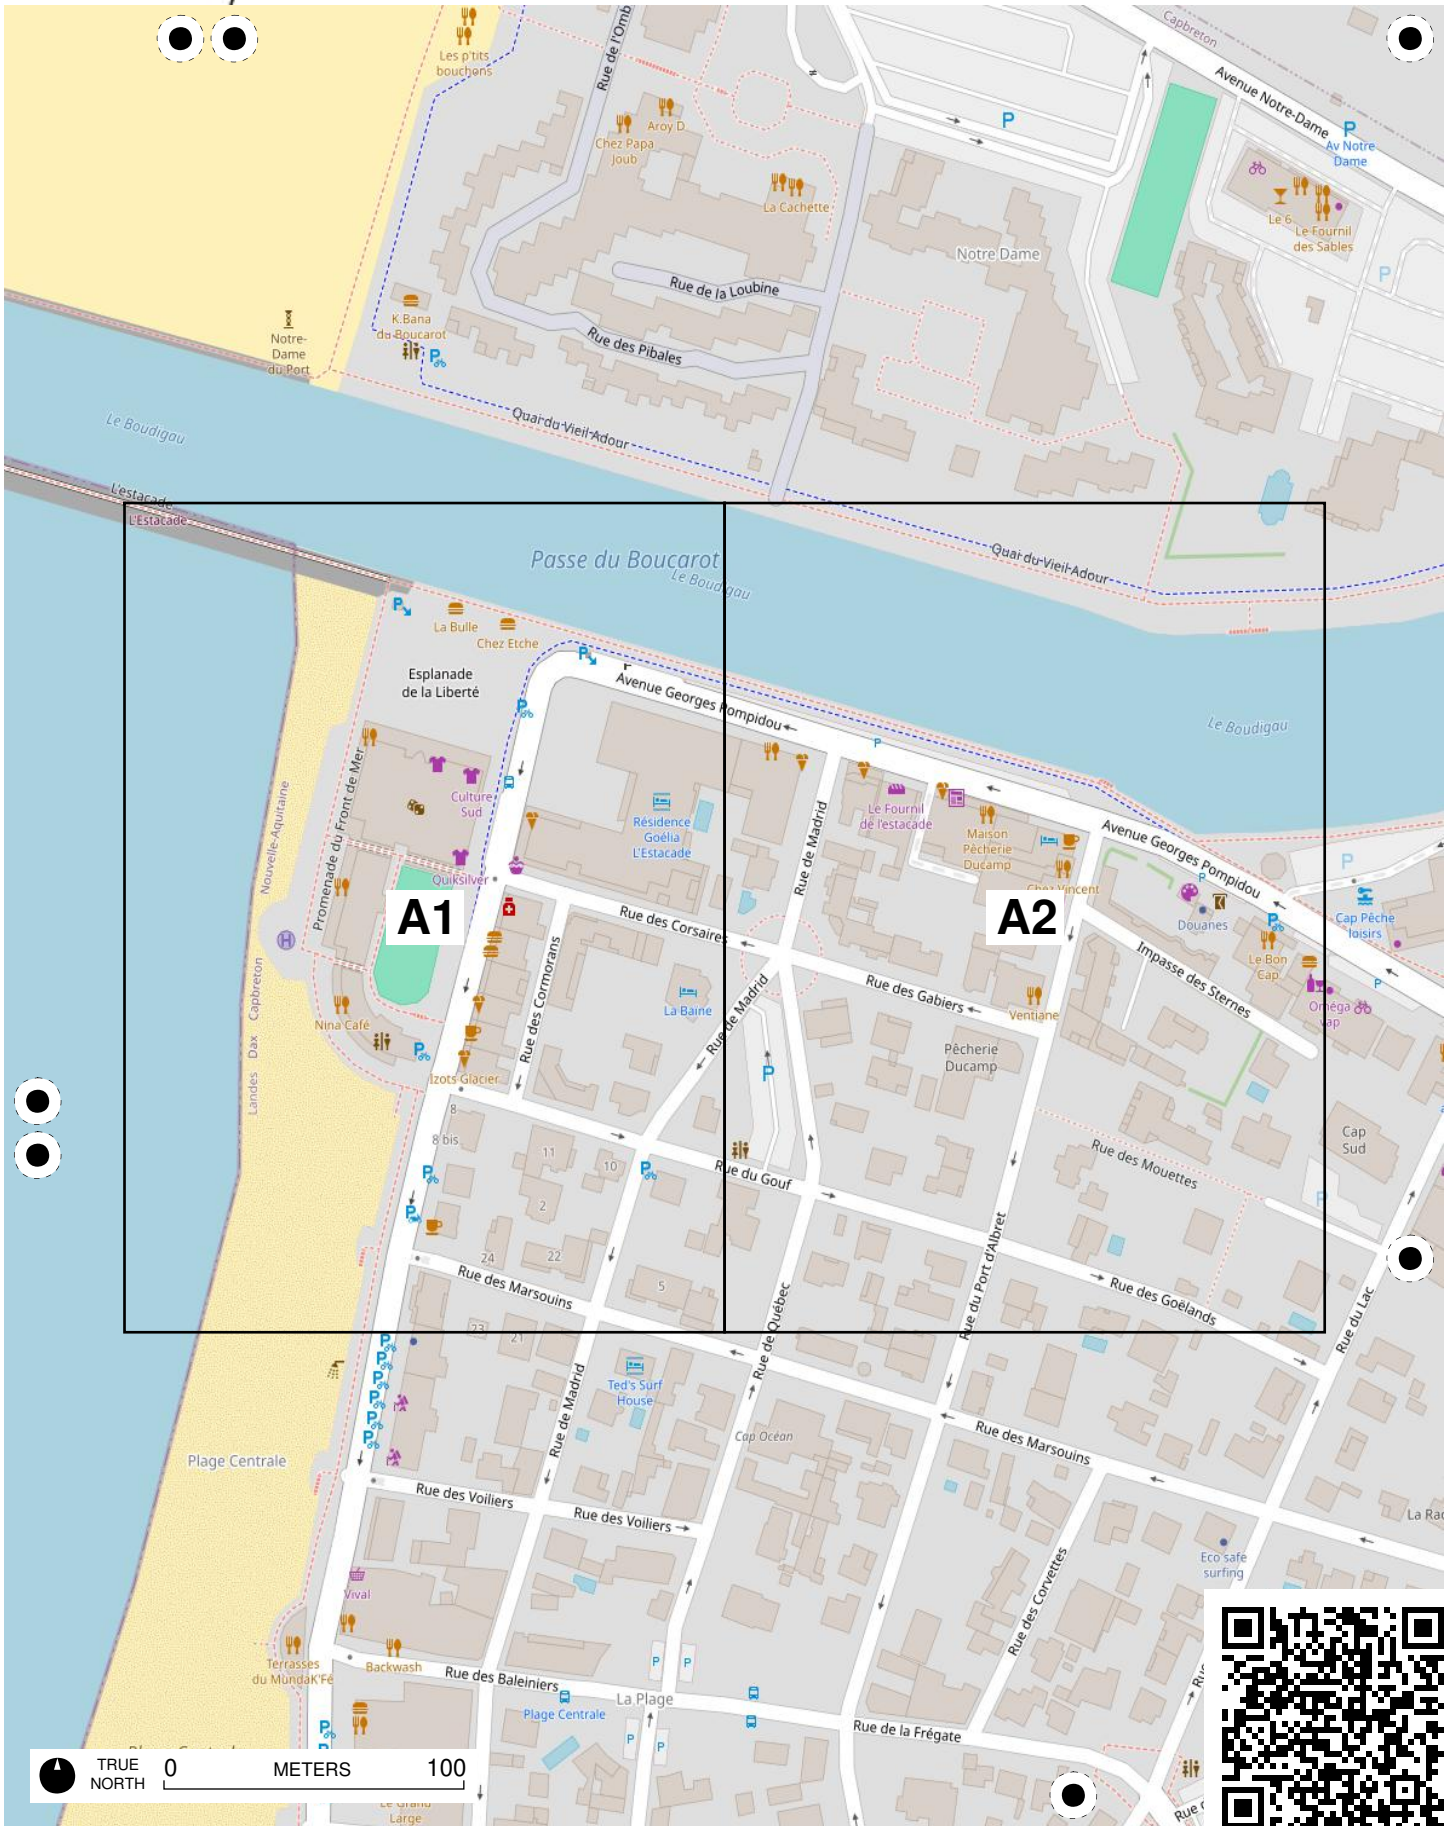 Capbreton
Les p'tits
bouchons
Rue de l'Omb
Avenue Notre-Dame
P
Aroy D
Chez Papa
Joub
P
Av Notre
Dame
La Cachette
Le 6
Le Fournil
des Sables
Notre Dame
P
Rue de la Loubine
K.Bana
du Boucarot
Notre-
Dame
du Port
P
Rue des Pibales
Quai du Vieil Adour
Le Boudigau
L'estacade
L'Estacade
Passe du Boucarot
Le Boudigau
Quai du Vieil Adour
P
La Bulle
Chez Etche
P
Esplanade
de la Liberté
Avenue Georges Pompidou
P
Le Boudigau
P
Promenade du Front de Mer
Culture
Sud
Nouvelle-Aquitaine
Résidence
Goélia
L'Estacade
Rue de Madrid
Le Fournil
de l'estacade
Maison
Pêcherie
Ducamp
Avenue Georges Pompidou
P
Quiksilver
Chez Vincent
P
A1
A2
Rue des Corsaires
Douanes
P
Cap Pêche
loisirs
H
Rue des Cormorans
Impasse des Sternes
Le Bon
Cap
P
Landes Dax Capbreton
La Baine
Rue des Gabiers
Ventiane
Oméga
vap
Nina Café
Rue de Madrid
P
Pêcherie
Ducamp
P
Izots Glacier
8
8 bis
11
10
P
P
Rue du Gouf
Rue des Mouettes
Cap
Sud
P
2
P
24
22
5
Rue des Marsouins
Rue du Port d'Albret
Rue des Goëlands
Rue de Québec
Rue du Lac
23
21
P
P
P
P
P
P
Ted's Surf
House
Rue de Madrid
Cap Océan
Rue des Marsouins
Plage Centrale
Rue des Voiliers
Rue des Voiliers
La Rac
Eco safe
surfing
Rue des Corvettes
Vival
Terrasses
du MundaK'Fé
Backwash
Rue des Baleiniers
P
P
La Plage
Plage Centrale
Rue de la Frégate
P
P
P
TRUE
NORTH
0
METERS
100
Le Grand
Large